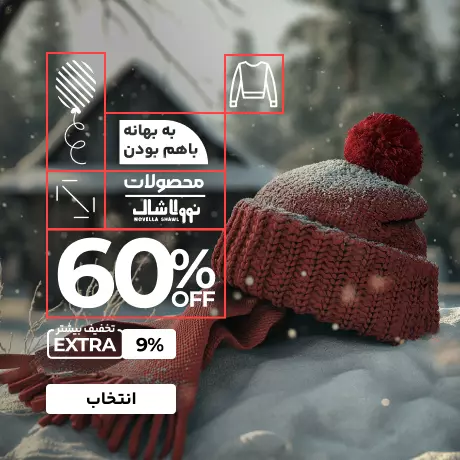 به بهانه
باهم بودن
محصولات
نوولاشال
NOVELLA SHAWL
60% OFF
تخفیف بیشتر
EXTRA 9%
انتخاب